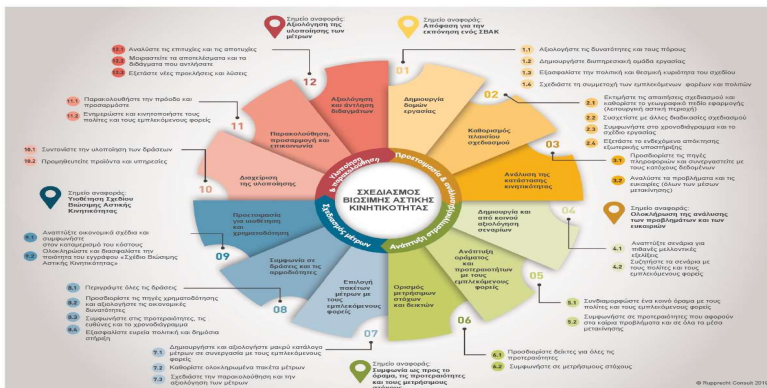 Σημείο αναφοράς:
Αξιολόγηση της
υλοποίησης των
μέτρων
Σημείο αναφοράς:
Απόφαση για την
εκπόνηση ενός ΣΒΑΚ
12.1 Αναλύστε τις επιτυχίες και τις αποτυχίες
12.2 Μοιραστείτε τα αποτελέσματα και τα
διδάγματα που αντλήσατε
12.3 Εξετάστε νέες προκλήσεις και λύσεις
1.1 Αξιολογήστε τις δυνατότητες και τους πόρους
1.2 Δημιουργήστε διυπηρεσιακή ομάδα εργασίας
1.3 Εξασφαλίστε την πολιτική και θεσμική κυριότητα του σχεδίου
1.4 Σχεδιάστε τη συμμετοχή των εμπλεκόμενων φορέων και πολιτών
12
Αξιολόγηση
και άντληση
διδαγμάτων
01
Δημιουργία
δομών
εργασίας
11.1 Παρακολουθήστε την πρόοδο και
προσαρμόστε
11.2 Ενημερώστε και κινητοποιήστε τους
πολίτες και τους εμπλεκόμενους φορείς
11
Παρακολούθηση,
προσαρμογή και
επικοινωνία
02
Καθορισμός
πλαισίου
σχεδιασμού
2.1 Εκτιμήστε τις απαιτήσεις σχεδιασμού και
καθορίστε το γεωγραφικό πεδίο εφαρμογής
(λειτουργική αστική περιοχή)
2.2 Συσχετίστε με άλλες διαδικασίες σχεδιασμού
2.3 Συμφωνήστε στο χρονοδιάγραμμα και το
σχέδιο εργασίας
2.4 Εξετάστε το ενδεχόμενο απόκτησης
εξωτερικής υποστήριξης
10.1 Συντονίστε την υλοποίηση των δράσεων
10.2 Προμηθευτείτε προϊόντα και υπηρεσίες
10
Διαχείριση
της υλοποίησης
03
Ανάλυση της
κατάστασης
κινητικότητας
3.1 Προσδιορίστε τις πηγές
πληροφοριών και συνεργαστείτε με
τους κατόχους δεδομένων
3.2 Αναλύστε τα προβλήματα και τις
ευκαιρίες (όλων των μέσων
μετακίνησης)
Υλοποίηση
& παρακολούθηση
Προετοιμασία & ανάλυση
Σχεδιασμός μέτρων
Ανάπτυξη στρατηγικής
ΣΧΕΔΙΑΣΜΟΣ
ΒΙΩΣΙΜΗΣ ΑΣΤΙΚΗΣ
ΚΙΝΗΤΙΚΟΤΗΤΑΣ
Σημείο αναφοράς:
Υιοθέτηση Σχεδίου
Βιώσιμης Αστικής
Κινητικότητας
Σημείο αναφοράς:
Ολοκλήρωση της ανάλυσης
των προβλημάτων και των
ευκαιριών
9.1 Αναπτύξτε οικονομικά σχέδια και
συμφωνήστε
στον καταμερισμό του κόστους
9.2 Ολοκληρώστε και διασφαλίστε την
ποιότητα του εγγράφου «Σχέδιο Βιώσιμης
Αστικής Κινητικότητας»
09
Προετοιμασία
για υιοθέτηση
και
χρηματοδότηση
04
Δημιουργία και
από κοινού
αξιολόγηση
σεναρίων
4.1 Αναπτύξτε σενάρια για
πιθανές μελλοντικές
εξελίξεις
4.2 Συζητήστε τα σενάρια με
τους πολίτες και τους
εμπλεκόμενους φορείς
8.1 Περιγράψτε όλες τις δράσεις
8.2 Προσδιορίστε τις πηγές χρηματοδότησης
και αξιολογήστε τις οικονομικές
δυνατότητες
8.3 Συμφωνήστε στις προτεραιότητες, τις
ευθύνες και το χρονοδιάγραμμα
8.4 Εξασφαλίστε ευρεία πολιτική και δημόσια
στήριξη
08
Συμφωνία σε
δράσεις και τις
αρμοδιότητες
05
Ανάπτυξη
οράματος
και
προτεραιοτήτων
με τους
εμπλεκόμενους
φορείς
5.1 Συνδιαμορφώστε ένα κοινό όραμα με τους
πολίτες και τους εμπλεκόμενους φορείς
5.2 Συμφωνήστε σε προτεραιότητες που αφορούν
στα καίρια προβλήματα και σε όλα τα μέσα
μετακίνησης
07
Επιλογή
πακέτων
μέτρων με
τους
εμπλεκόμενους
φορείς
06
Ορισμός
μετρήσιμων
στόχων
και δεικτών
7.1 Δημιουργήστε και αξιολογήστε μακρύ κατάλογο
μέτρων σε συνεργασία με τους εμπλεκόμενους
φορείς
7.2 Καθορίστε ολοκληρωμένα πακέτα μέτρων
7.3 Σχεδιάστε την παρακολούθηση και την
αξιολόγηση των μέτρων
Σημείο αναφοράς:
Συμφωνία ως προς το
όραμα, τις προτεραιότητες
και τους μετρήσιμους
στόχους
6.1 Προσδιορίστε δείκτες για όλες τις
προτεραιότητες
6.2 Συμφωνήστε σε μετρήσιμους στόχους
© Rupprecht Consult 2019